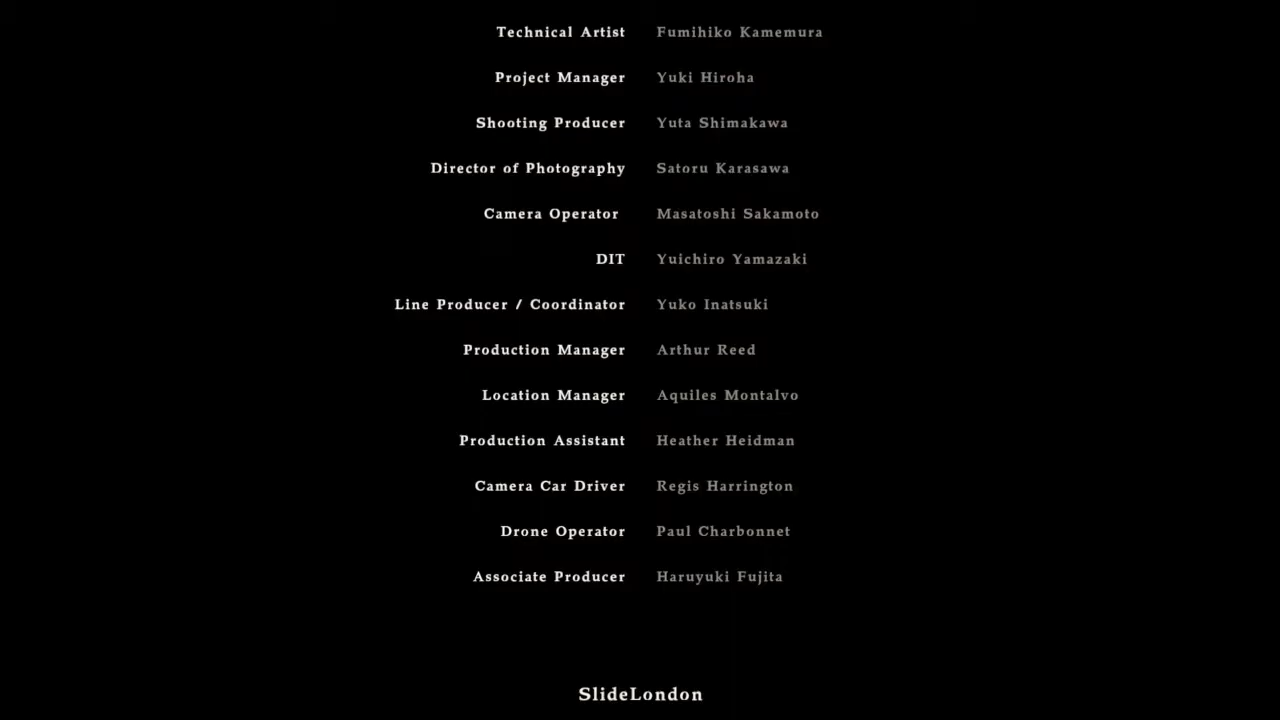 Technical Artist Fumihiko Kamemura
Project Manager Yuki Hiroha
Shooting Producer Yuta Shimakawa
Director of Photography Satoru Karasawa
Camera Operator Masatoshi Sakamoto
DIT Yuichiro Yamazaki
Line Producer / Coordinator Yuko Inatsuki
Production Manager Arthur Reed
Location Manager Aquiles Montalvo
Production Assistant Heather Heidman
Camera Car Driver Regis Harrington
Drone Operator Paul Charbonnet
Associate Producer Haruyuki Fujita
SlideLondon